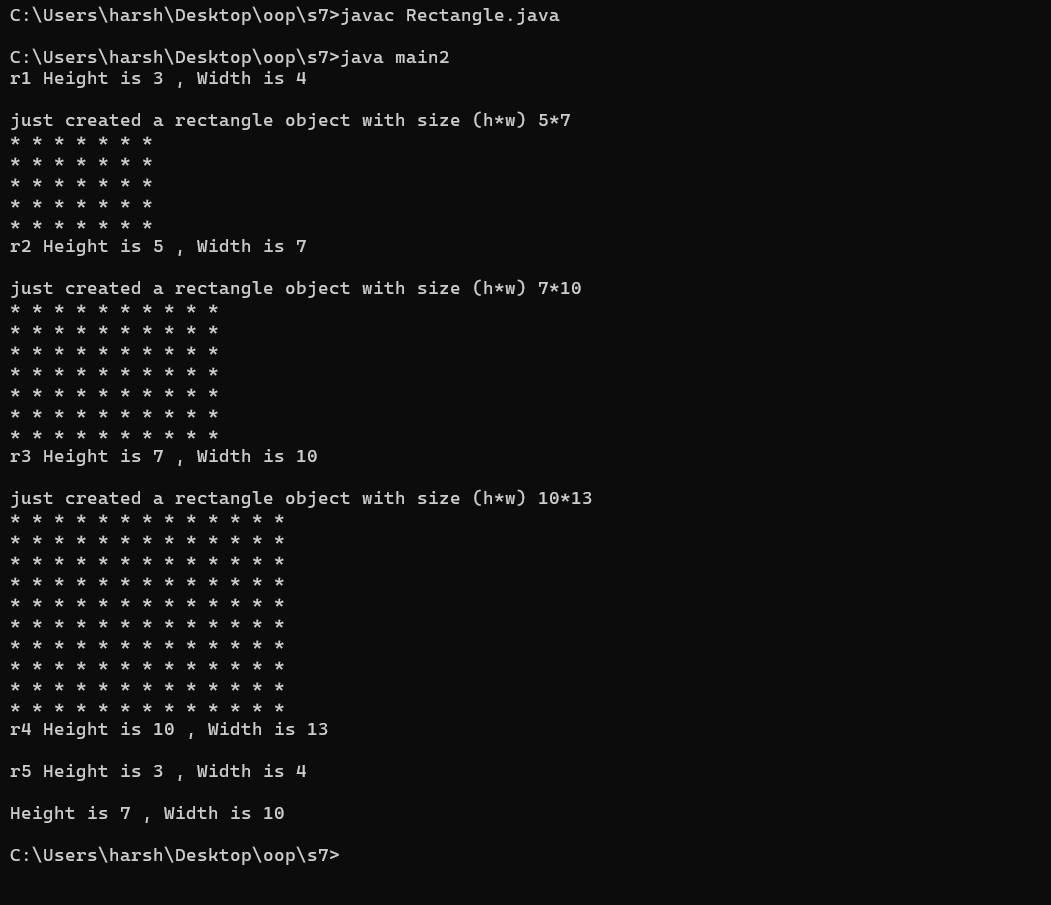 C:\Users\harsh\Desktop\oop\s7>javac Rectangle.java
C:\Users\harsh\Desktop\oop\s7>java main2
r1 Height is 3 , Width is 4
just created a rectangle object with size (h*w) 5*7
* * * * * * *
* * * * * * *
* * * * * * *
* * * * * * *
* * * * * * *
r2 Height is 5 , Width is 7
just created a rectangle object with size (h*w) 7*10
* * * * * * * * * *
* * * * * * * * * *
* * * * * * * * * *
* * * * * * * * * *
* * * * * * * * * *
* * * * * * * * * *
* * * * * * * * * *
r3 Height is 7 , Width is 10
just created a rectangle object with size (h*w) 10*13
* * * * * * * * * * * * *
* * * * * * * * * * * * *
* * * * * * * * * * * * *
* * * * * * * * * * * * *
* * * * * * * * * * * * *
* * * * * * * * * * * * *
* * * * * * * * * * * * *
* * * * * * * * * * * * *
* * * * * * * * * * * * *
* * * * * * * * * * * * *
r4 Height is 10 , Width is 13
r5 Height is 3 , Width is 4
Height is 7 , Width is 10
C:\Users\harsh\Desktop\oop\s7>